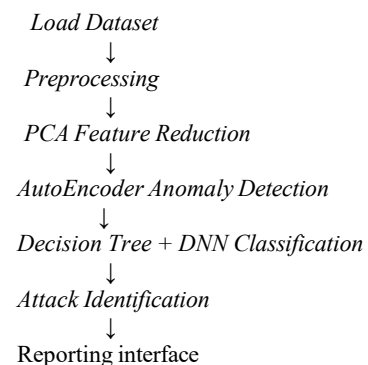 Load Dataset
↓
Preprocessing
↓
PCA Feature Reduction
↓
AutoEncoder Anomaly Detection
↓
Decision Tree + DNN Classification
↓
Attack Identification
↓
Reporting interface